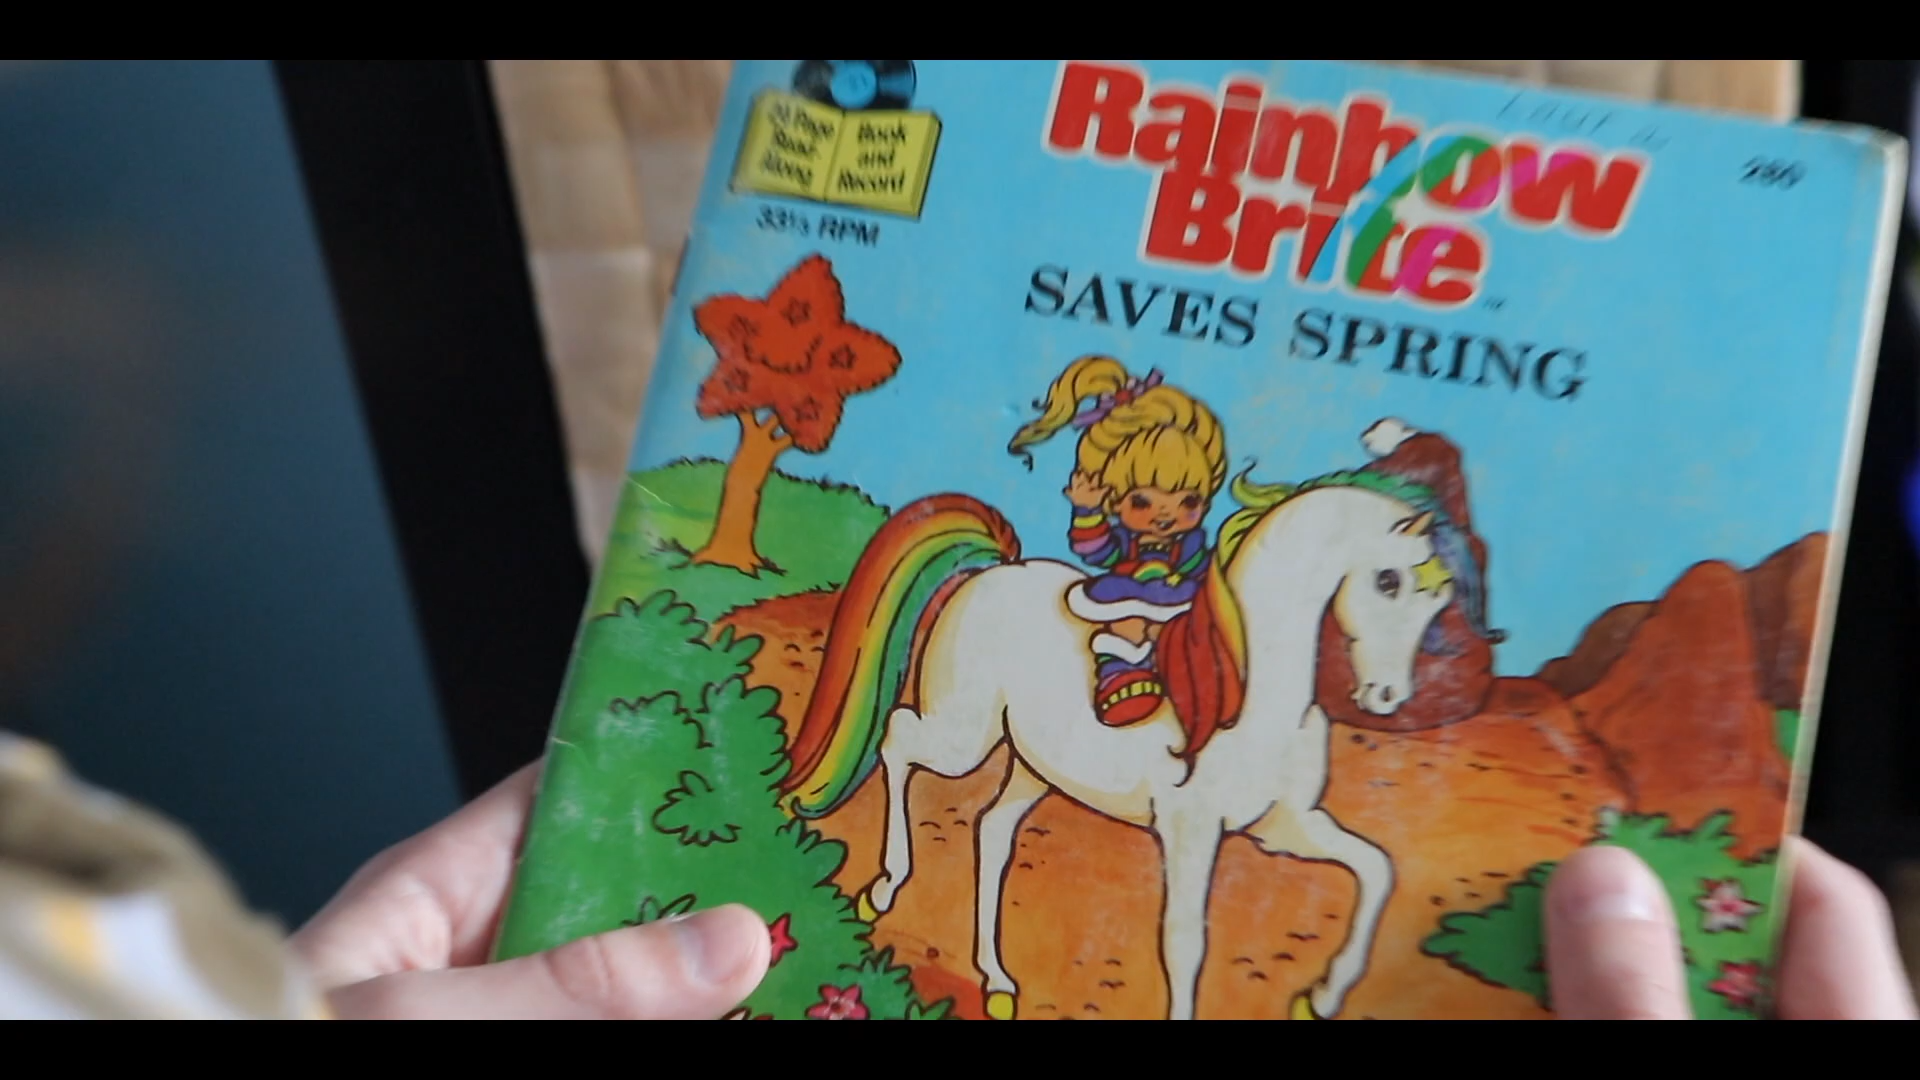 24 Page
Read-
Along
Book
and
Record
33⅓ RPM
Rainbow
Brite
SAVES SPRING